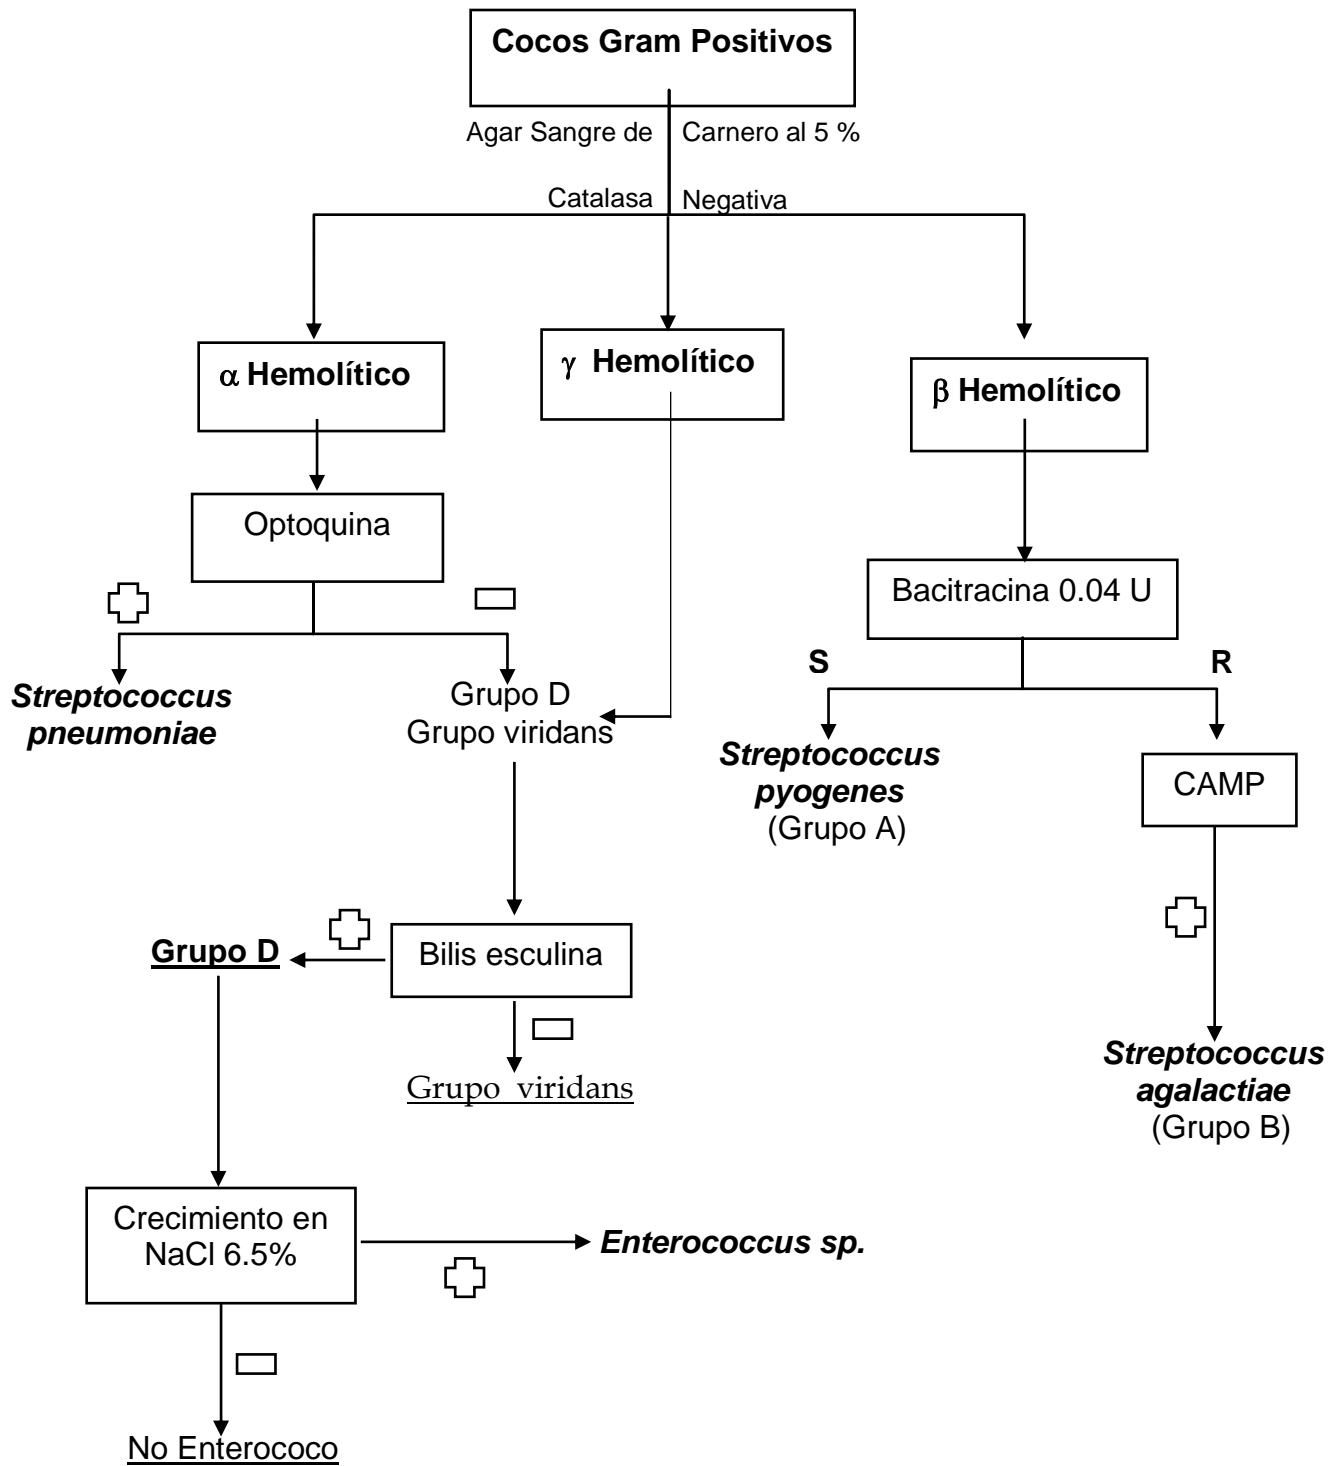 Cocos Gram Positivos
Agar Sangre de Carnero al 5 %
Catalasa Negativa
α Hemolítico
γ Hemolítico
β Hemolítico
Optoquina
Bacitracina 0.04 U
S
R
Streptococcus
pneumoniae
Grupo D
Grupo viridans
Streptococcus
pyogenes
(Grupo A)
CAMP
Grupo D
Bilis esculina
Grupo viridans
Streptococcus
agalactiae
(Grupo B)
Crecimiento en
NaCl 6.5%
Enterococcus sp.
No Enterococo